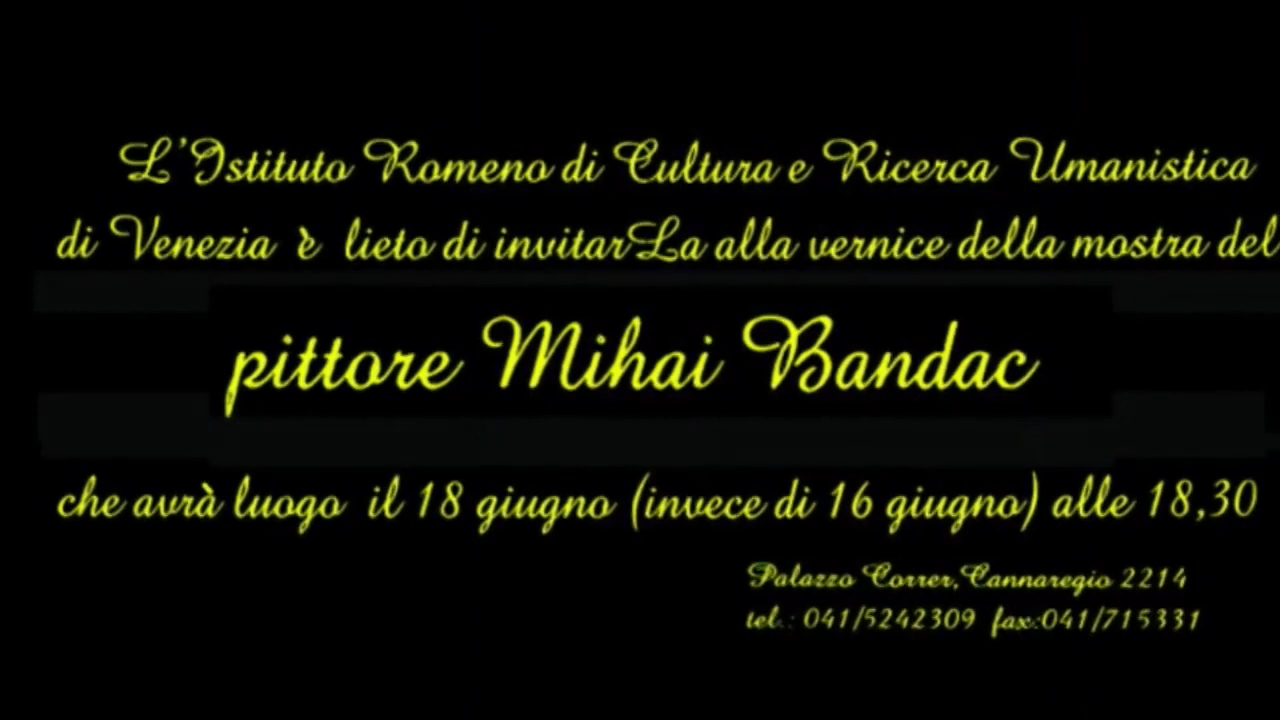 L'Istituto Romeno di Cultura e Ricerca Umanistica
di Venezia è lieto di invitarLa alla vernice della mostra del
pittore Mihai Bandac
che avrà luogo il 18 giugno (invece di 16 giugno) alle 18,30
Palazzo Correr,Cannaregio 2214
tel.: 041/5242309 fax:041/715331